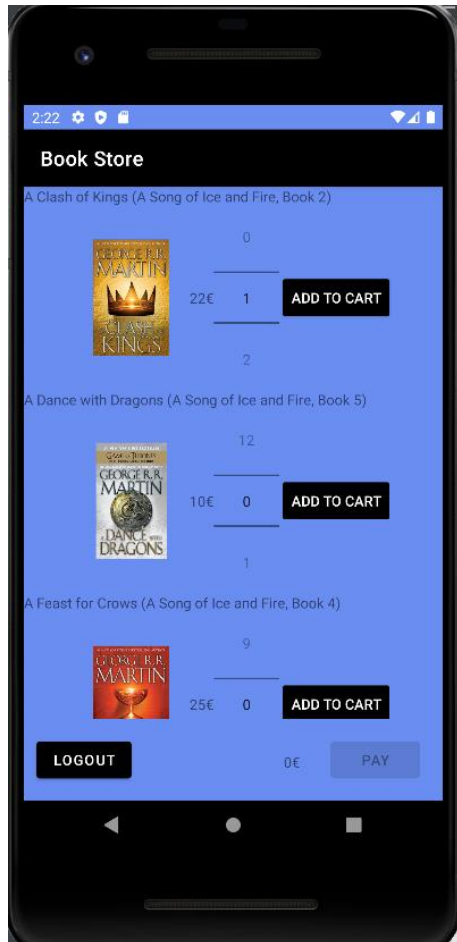 2:22
Book Store
A Clash of Kings (A Song of Ice and Fire, Book 2)
0
GEORGE R.R.
MARTIN
22€ 1 ADD TO CART
A CLASH
OF
KINGS
2
A Dance with Dragons (A Song of Ice and Fire, Book 5)
12
GAME OF THRONES
GEORGE R.R.
MARTIN
10€ 0 ADD TO CART
A DANCE WITH
DRAGONS
1
A Feast for Crows (A Song of Ice and Fire, Book 4)
9
GEORGE R.R.
MARTIN
25€ 0 ADD TO CART
LOGOUT 0€ PAY